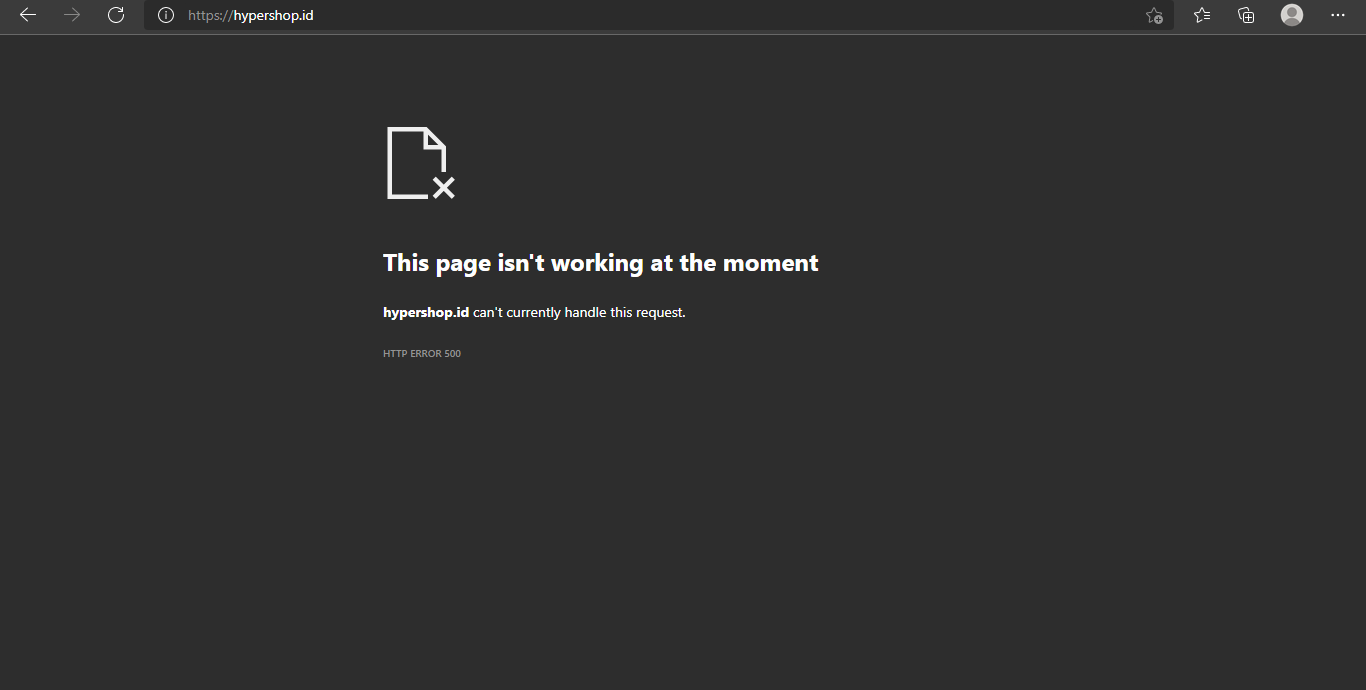 https://hypershop.id
This page isn't working at the moment
hypershop.id can't currently handle this request.
HTTP ERROR 500